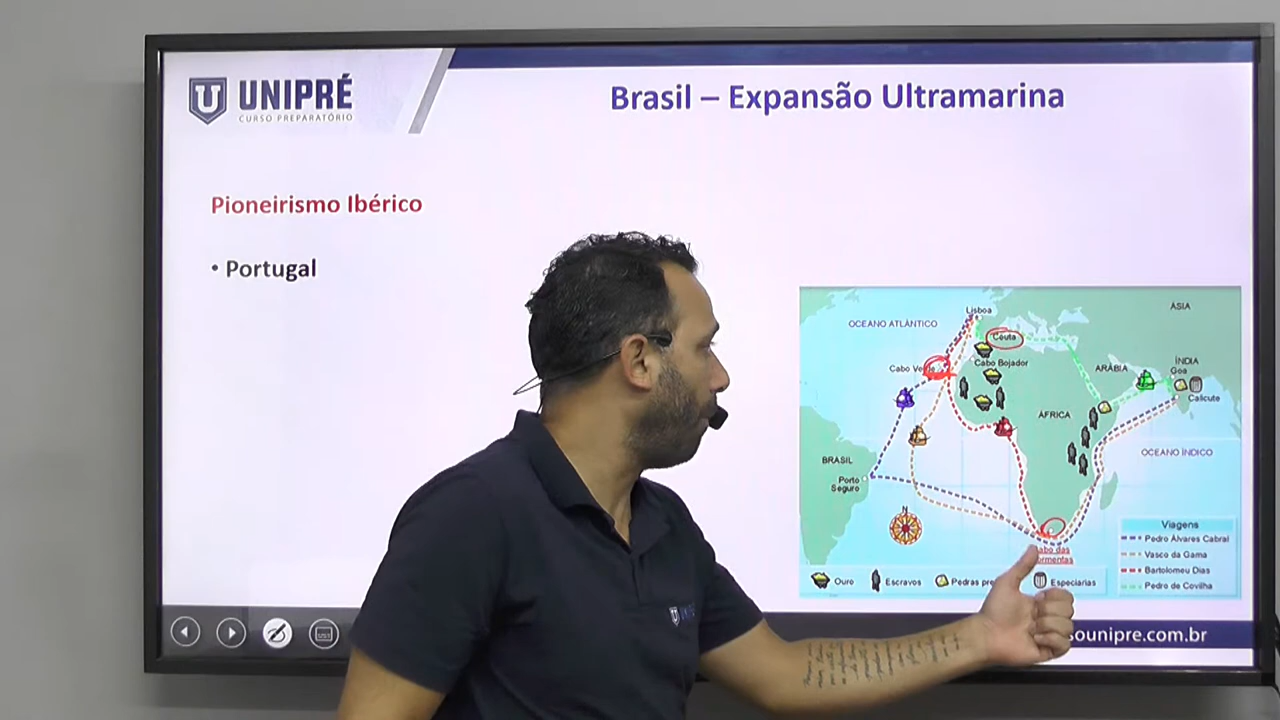 UNIPRÉ
CURSO PREPARATÓRIO
Brasil – Expansão Ultramarina
Pioneirismo Ibérico
• Portugal
Lisboa
ÁSIA
OCEANO ATLÂNTICO
Ceuta
Cabo Bojador
Cabo
ARÁBIA
ÍNDIA
Goa
Calicute
ÁFRICA
OCEANO ÍNDICO
BRASIL
Porto
Seguro
N
das
Viagens
Pedro Álvares Cabral
Vasco da Gama
Bartolomeu Dias
Pedro de Covilha
Ouro
Escravos
Pedras
Especiarias
sounipre.com.br